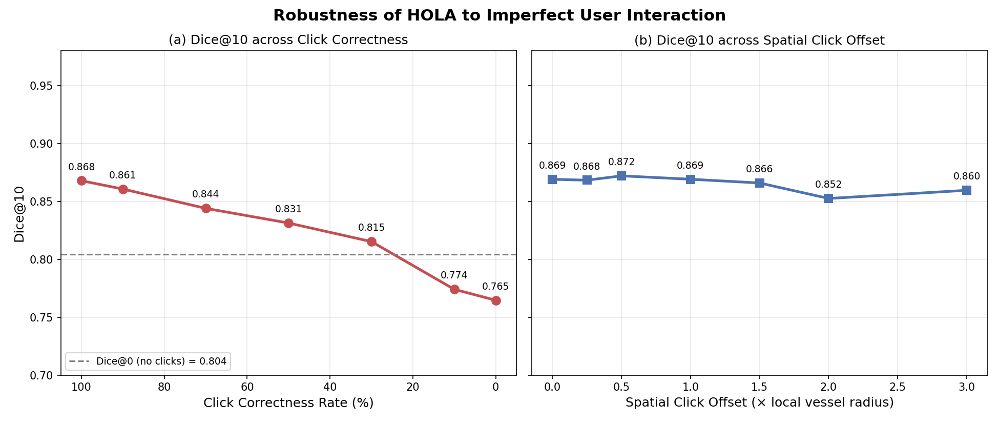 Robustness of HOLA to Imperfect User Interaction
(a) Dice@10 across Click Correctness
Dice@10
0.95
0.90
0.85
0.80
0.75
0.70
0.868
0.861
0.844
0.831
0.815
0.774
0.765
Dice@0 (no clicks) = 0.804
100 80 60 40 20 0
Click Correctness Rate (%)
(b) Dice@10 across Spatial Click Offset
0.869 0.868 0.872 0.869 0.866 0.852 0.860
0.0 0.5 1.0 1.5 2.0 2.5 3.0
Spatial Click Offset (× local vessel radius)